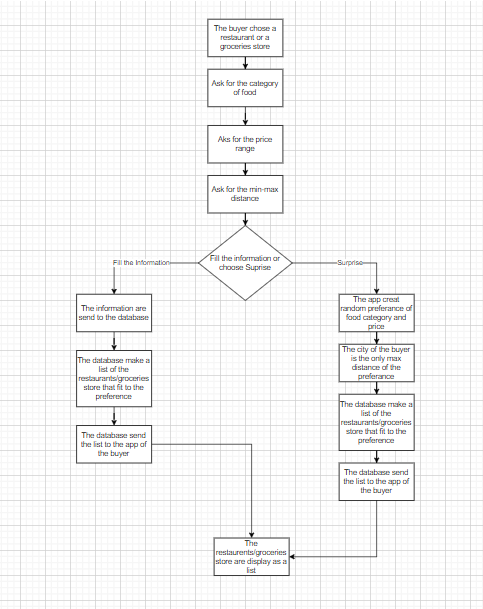 The buyer chose a
restaurant or a
groceries store
Ask for the category
of food
Aks for the price
range
Ask for the min-max
distance
Fill the information or
choose Suprise
Fill the Information
Surprise
The information are
send to the database
The database make a
list of the
restaurants/groceries
store that fit to the
preference
The database send
the list to the app of
the buyer
The app creat
random preferance of
food category and
price
The city of the buyer
is the only max
distance of the
preferance
The database make a
list of the
restaurants/groceries
store that fit to the
preference
The database send
the list to the app of
the buyer
The
restaurents/groceries
store are display as a
list